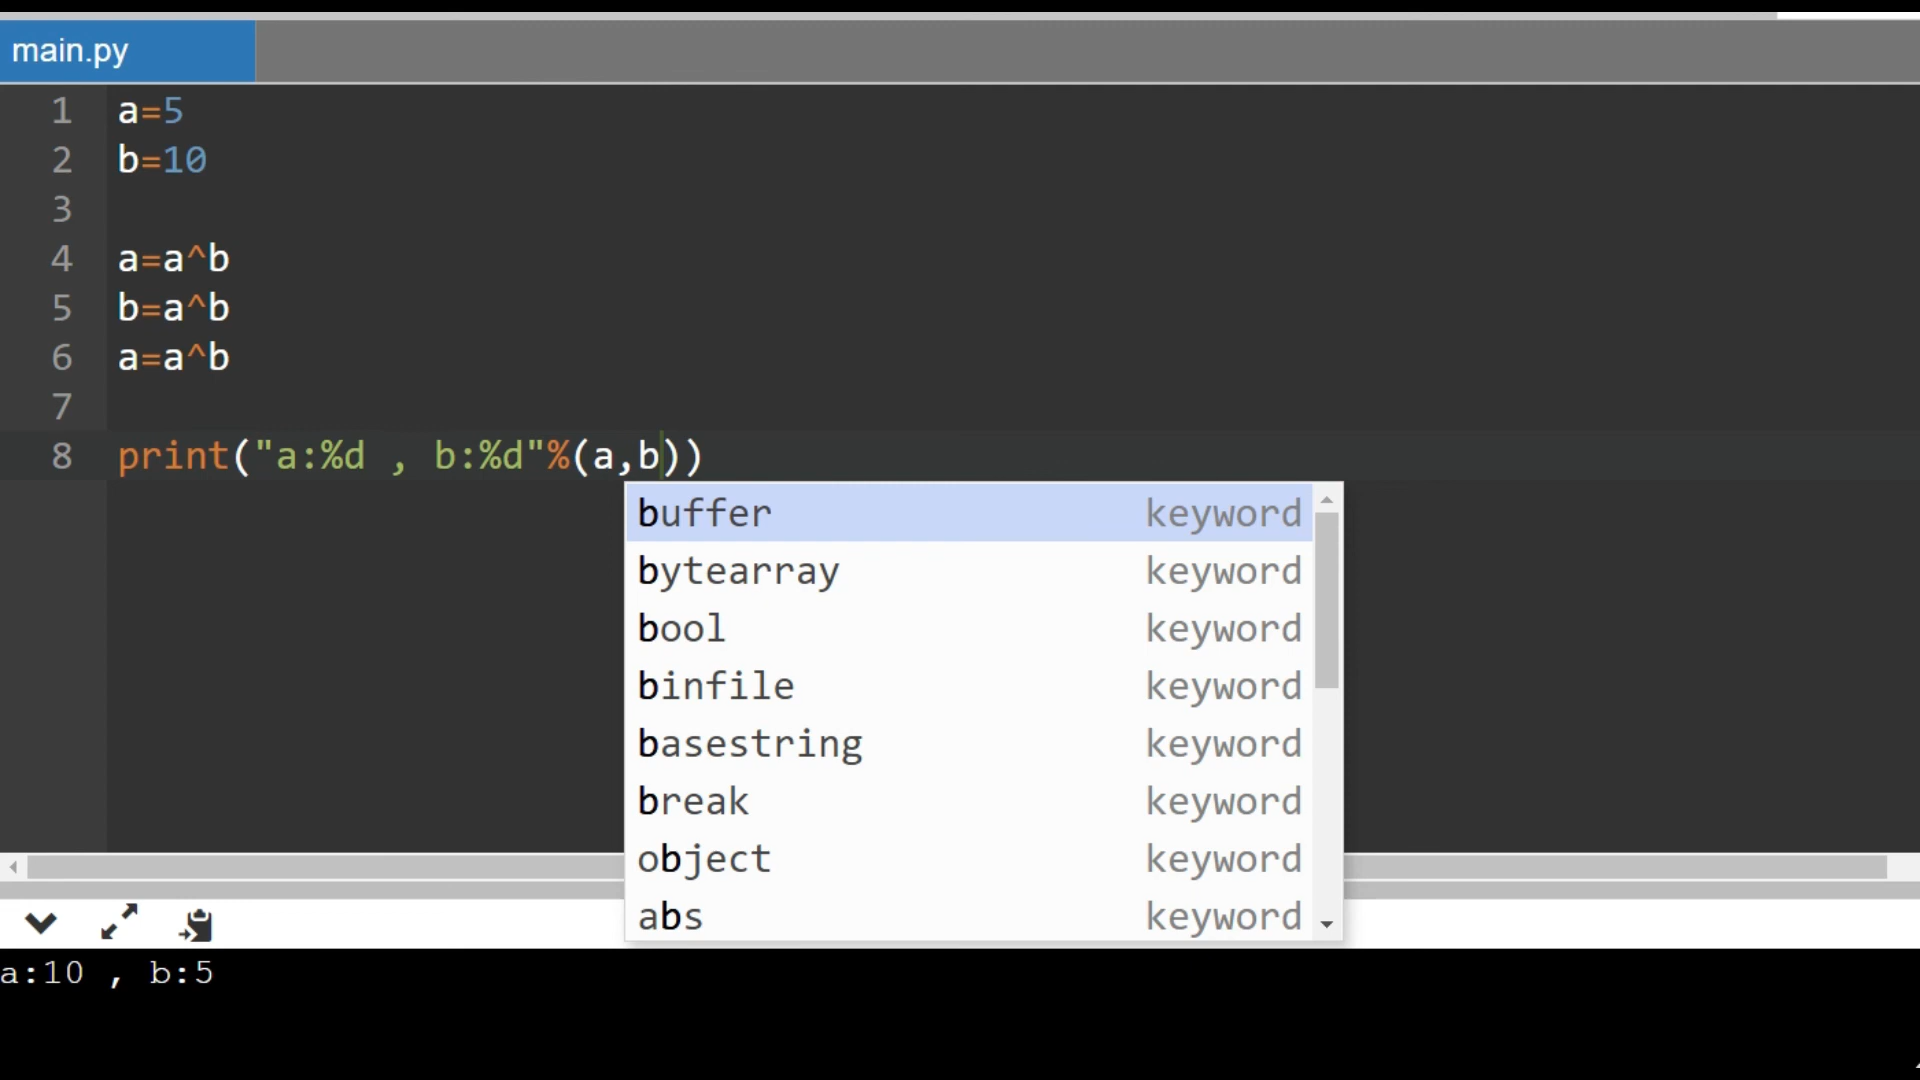 main.py
1 a=5
2 b=10
3
4 a=a^b
5 b=a^b
6 a=a^b
7
8 print("a:%d , b:%d"%(a,b))
buffer keyword
bytearray keyword
bool keyword
binfile keyword
basestring keyword
break keyword
object keyword
abs keyword
a:10 , b:5